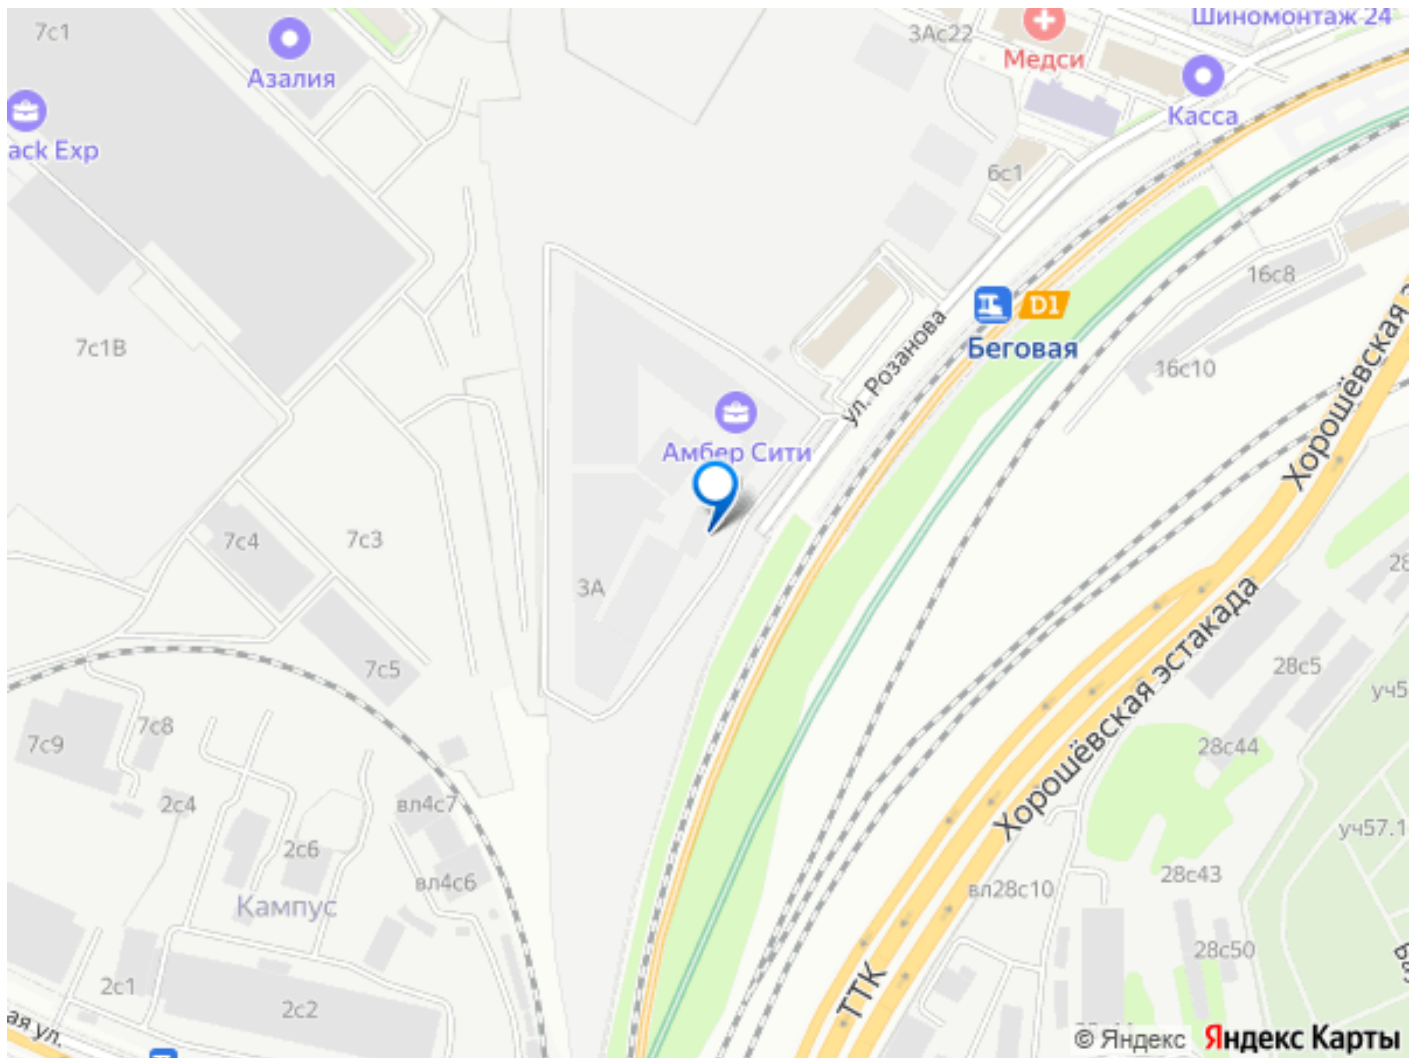 7с1
Азалия
ack Exp
3Ас22
Медси
Шиномонтаж 24
Касса
6с1
7с1В
ул. Розанова
D1
Беговая
16с8
16с10
Хорошёвская э
Амбер Сити
7с4
7с3
3А
7с5
28
28с5
уч5
Хорошёвская эстакада
7с9
7с8
28с44
2с4
вл4с7
2с6
уч57.1
вл4с6
Кампус
вл28с10
28с43
28с50
2с1
2с2
ТТК
ая ул.
© Яндекс
Яндекс Карты